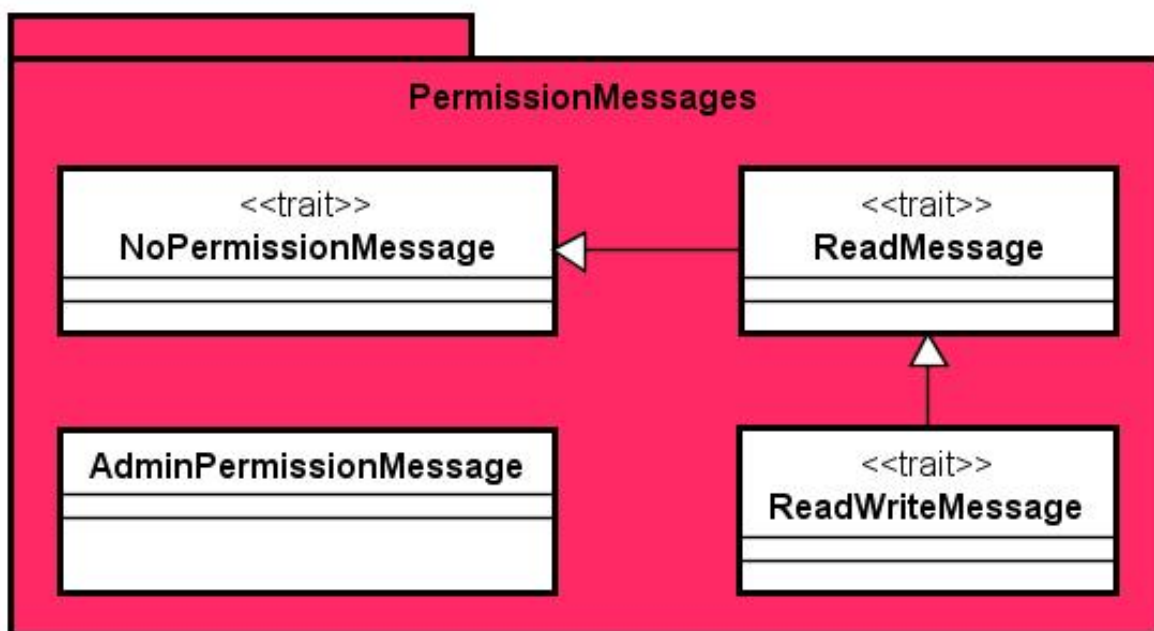 PermissionMessages
<<trait>>
NoPermissionMessage
<<trait>>
ReadMessage
AdminPermissionMessage
<<trait>>
ReadWriteMessage